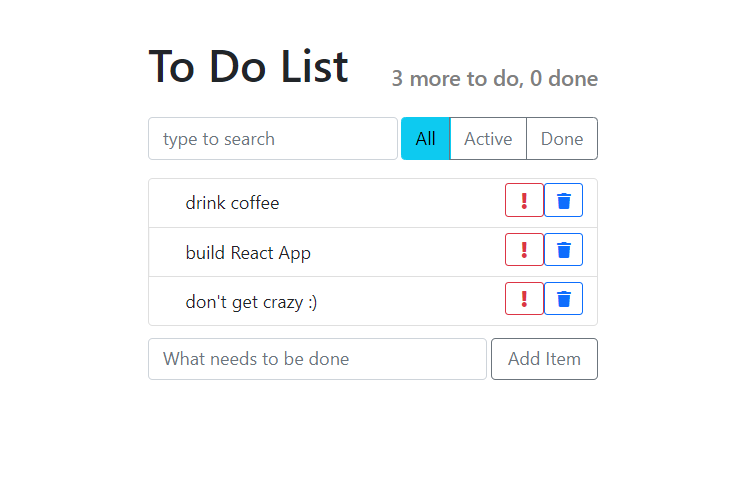 To Do List
3 more to do, 0 done
type to search
All Active Done
drink coffee
build React App
don't get crazy :)
What needs to be done
Add Item